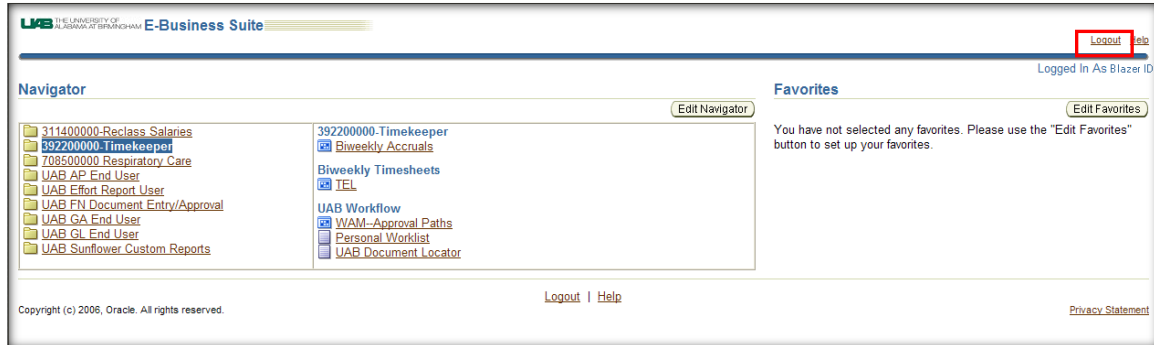 UAB THE UNIVERSITY OF ALABAMA AT BIRMINGHAM E-Business Suite
Logout Help
Logged In As Blazer ID
Navigator
Edit Navigator
311400000-Reclass Salaries
392200000-Timekeeper
708500000 Respiratory Care
UAB AP End User
UAB Effort Report User
UAB FN Document Entry/Approval
UAB GA End User
UAB GL End User
UAB Sunflower Custom Reports
392200000-Timekeeper
Biweekly Accruals
Biweekly Timesheets
TEL
UAB Workflow
WAM--Approval Paths
Personal Worklist
UAB Document Locator
Favorites
Edit Favorites
You have not selected any favorites. Please use the "Edit Favorites"
button to set up your favorites.
Logout | Help
Copyright (c) 2006, Oracle. All rights reserved.
Privacy Statement